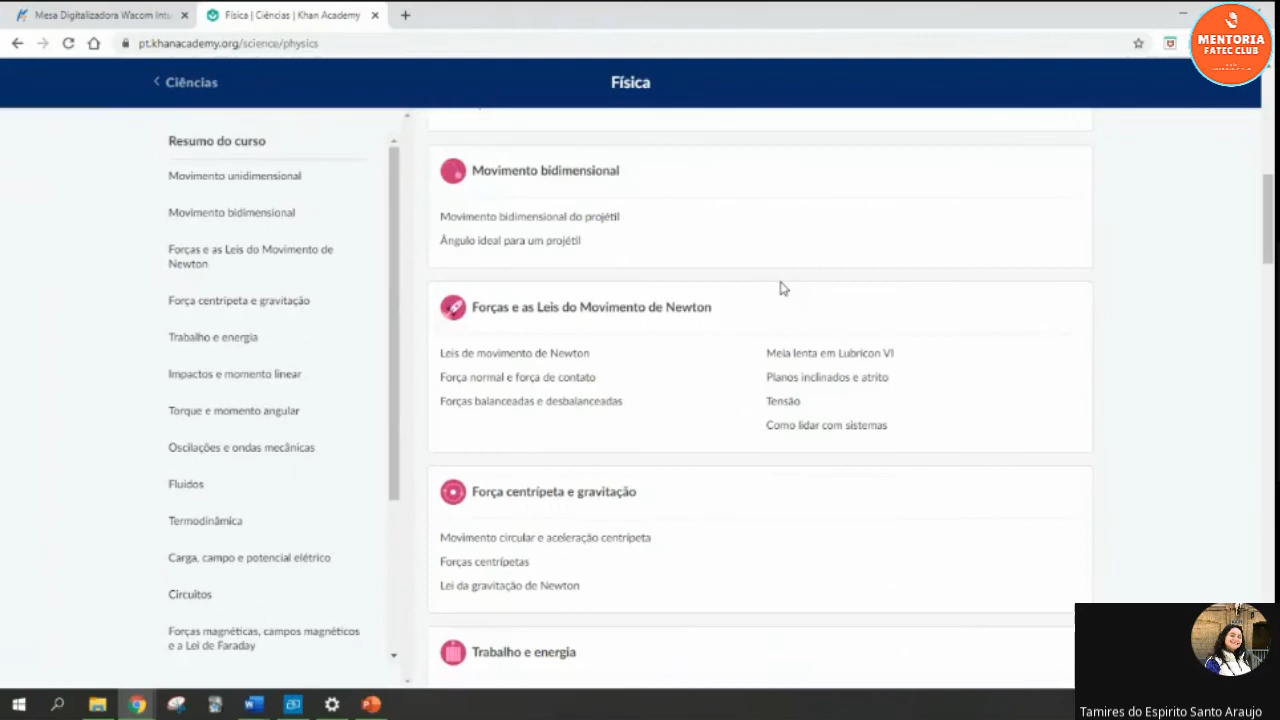 Mesa Digitalizadora Wacom Intu
Física | Ciências | Khan Academy
pt.khanacademy.org/science/physics
MENTORIA
FATEC CLUB
Ciências
Física
Resumo do curso
Movimento unidimensional
Movimento bidimensional
Forças e as Leis do Movimento de
Newton
Força centrípeta e gravitação
Trabalho e energia
Impactos e momento linear
Torque e momento angular
Oscilações e ondas mecânicas
Fluidos
Termodinâmica
Carga, campo e potencial elétrico
Circuitos
Forças magnéticas, campos magnéticos
e a Lei de Faraday
Movimento bidimensional
Movimento bidimensional do projétil
Ângulo ideal para um projétil
Forças e as Leis do Movimento de Newton
Leis de movimento de Newton
Força normal e força de contato
Forças balanceadas e desbalanceadas
Meia lenta em Lubricon VI
Planos inclinados e atrito
Tensão
Como lidar com sistemas
Força centrípeta e gravitação
Movimento circular e aceleração centrípeta
Forças centrípetas
Lei da gravitação de Newton
Trabalho e energia
Tamires do Espirito Santo Araujo